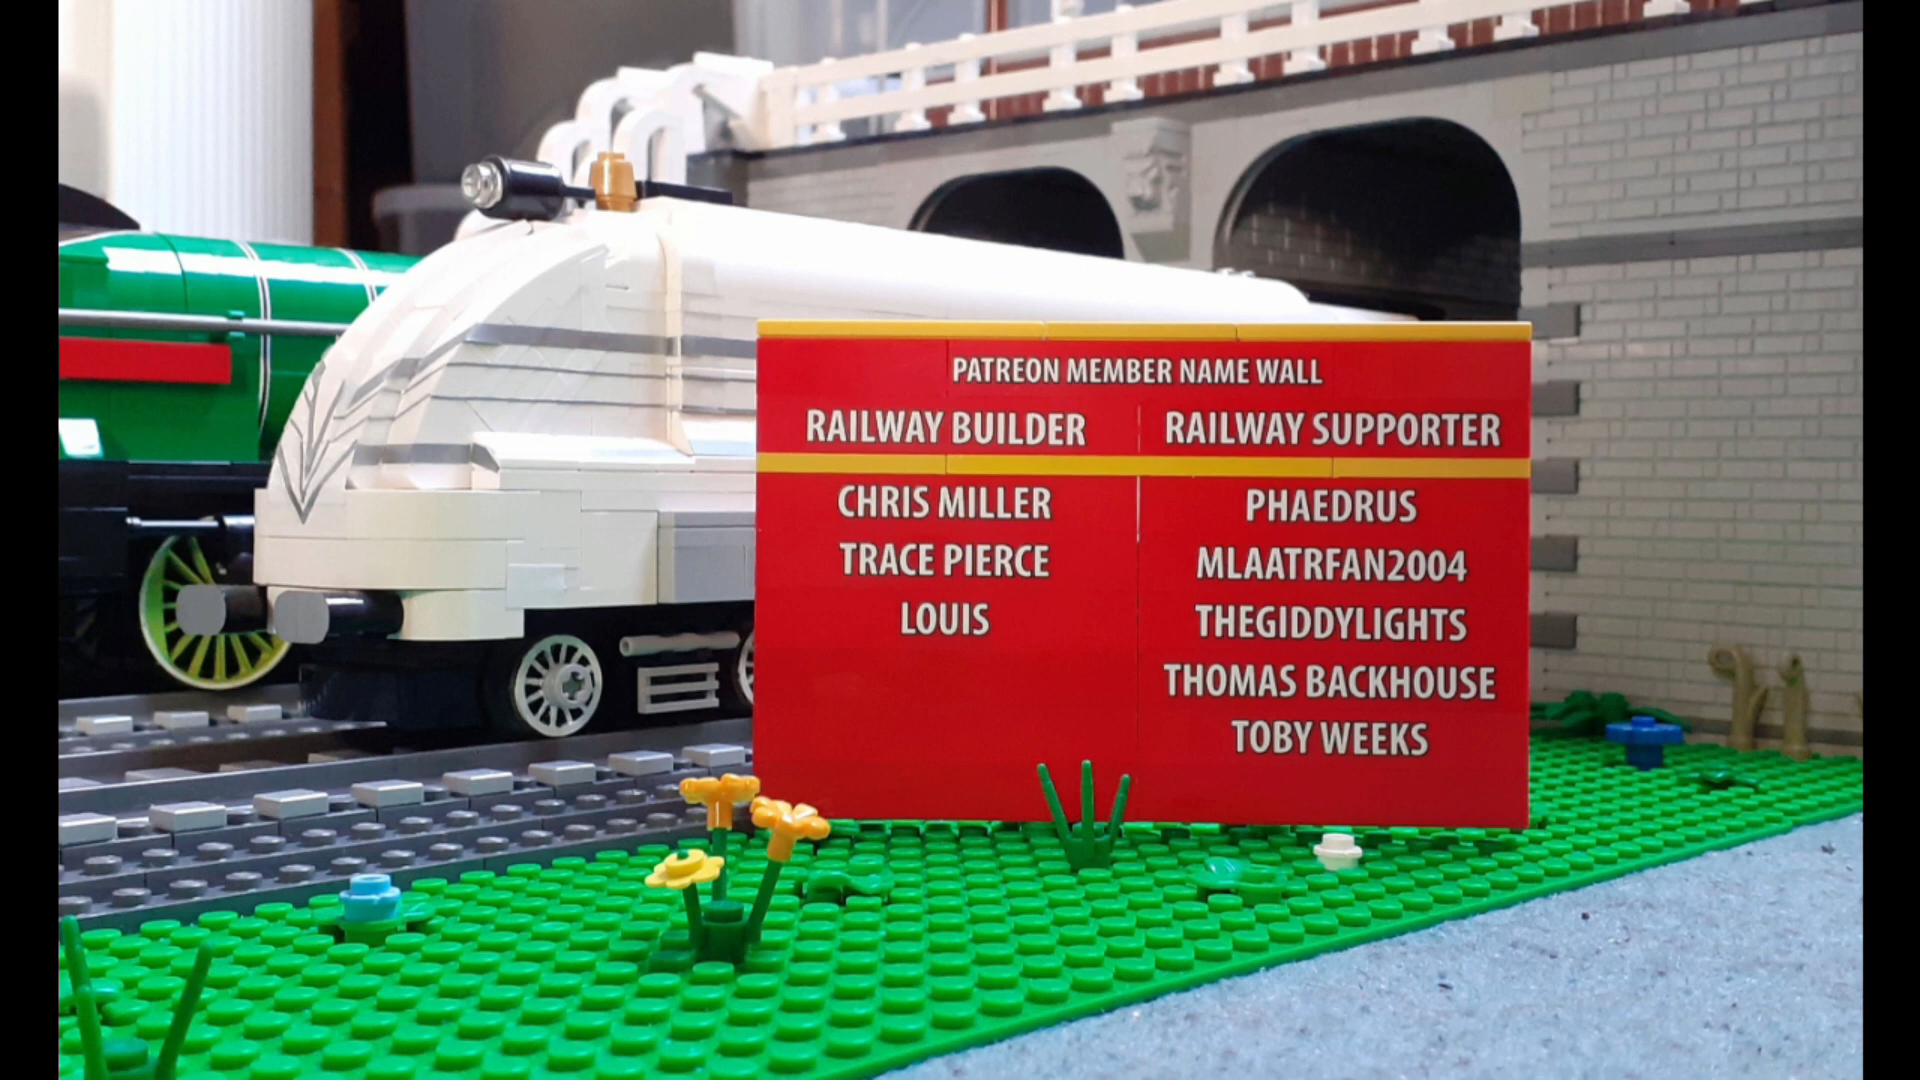 PATREON MEMBER NAME WALL
RAILWAY BUILDER
RAILWAY SUPPORTER
CHRIS MILLER
TRACE PIERCE
LOUIS
PHAEDRUS
MLAATRFAN2004
THEGIDDYLIGHTS
THOMAS BACKHOUSE
TOBY WEEKS